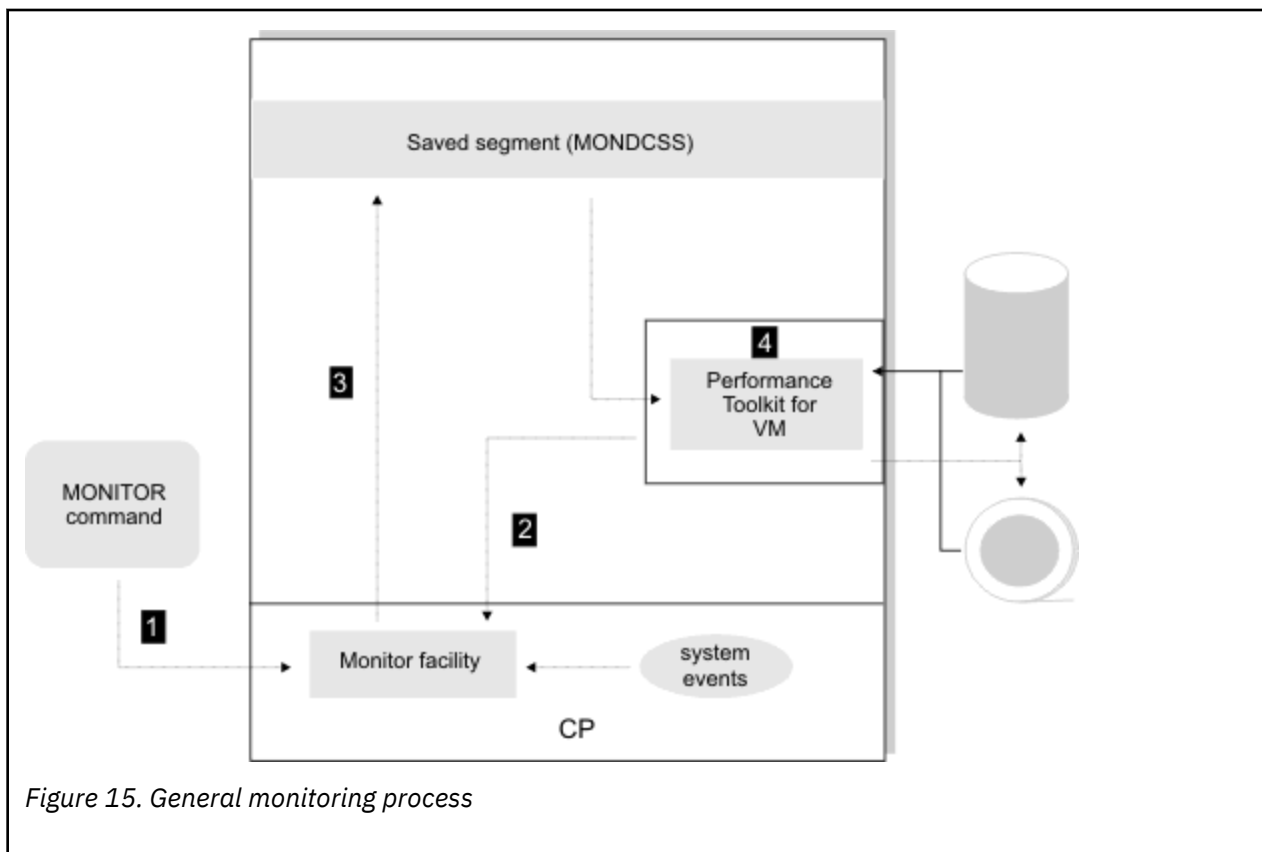 Saved segment (MONDCSS)
4
Performance
Toolkit for
VM
3
MONITOR
command
2
1
Monitor facility
system
events
CP
Figure 15. General monitoring process